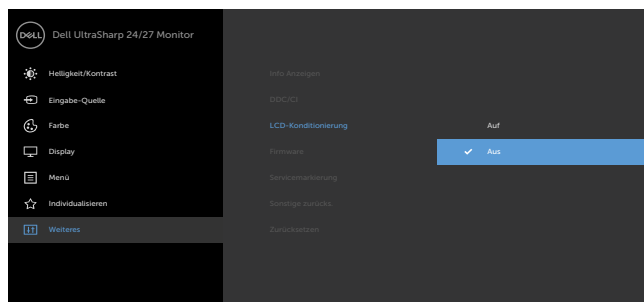 DELL
Dell UltraSharp 24/27 Monitor
Helligkeit/Kontrast
Eingabe-Quelle
Farbe
Display
Menü
Individualisieren
Weiteres
Info Anzeigen
DDC/CI
LCD-Konditionierung
Firmware
Servicemarkierung
Sonstige zurücks.
Zurücksetzen
Auf
Aus